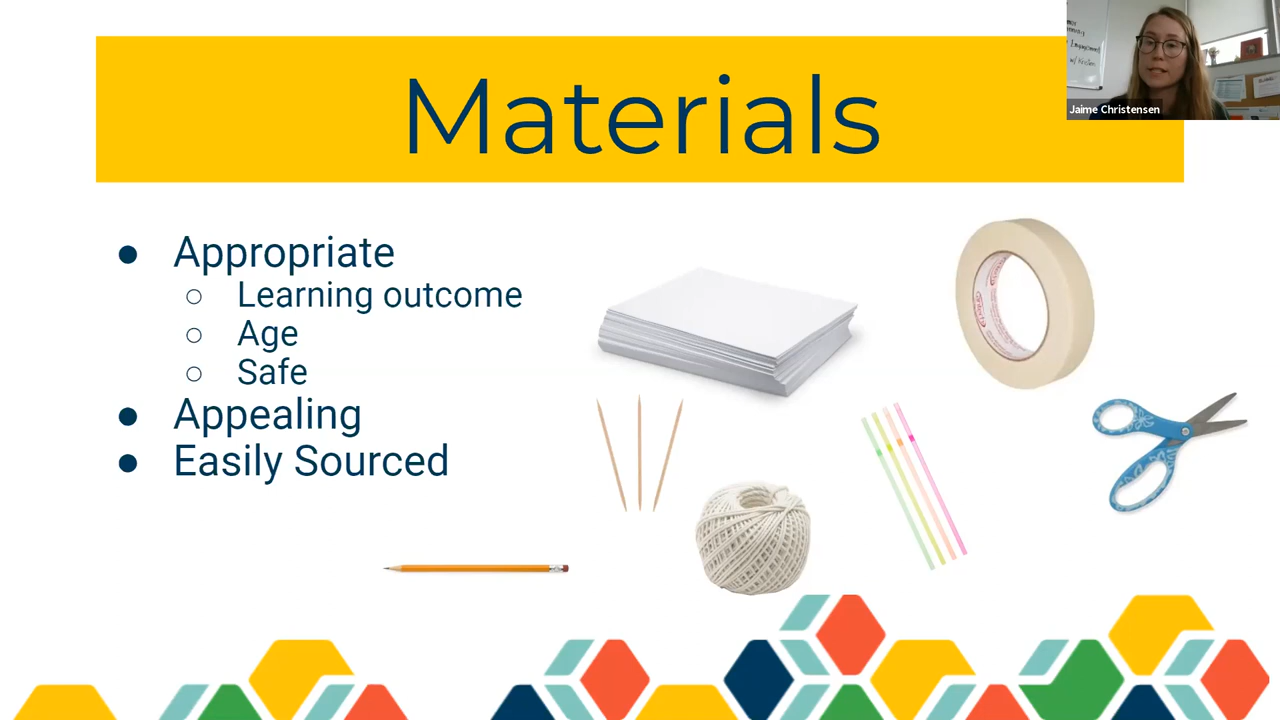 Materials
Jaime Christensen
● Appropriate
○ Learning outcome
○ Age
○ Safe
● Appealing
● Easily Sourced